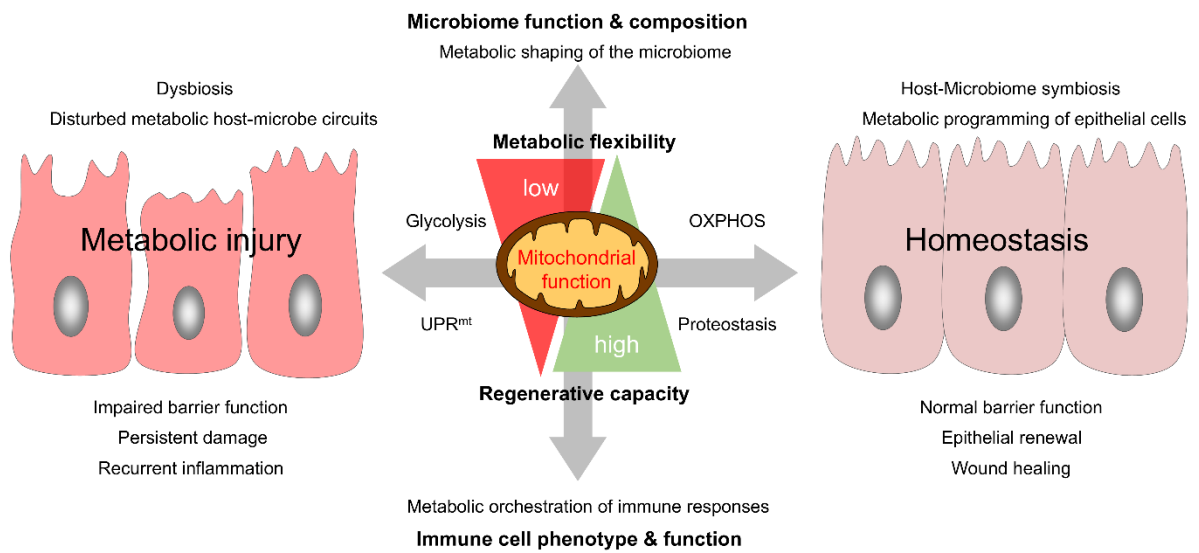 Microbiome function & composition
Metabolic shaping of the microbiome
Dysbiosis
Disturbed metabolic host-microbe circuits
Host-Microbiome symbiosis
Metabolic programming of epithelial cells
Metabolic flexibility
low
Glycolysis
OXPHOS
Metabolic injury
Mitochondrial
function
Homeostasis
UPRᵐᵗ
Proteostasis
high
Regenerative capacity
Impaired barrier function
Persistent damage
Recurrent inflammation
Normal barrier function
Epithelial renewal
Wound healing
Metabolic orchestration of immune responses
Immune cell phenotype & function